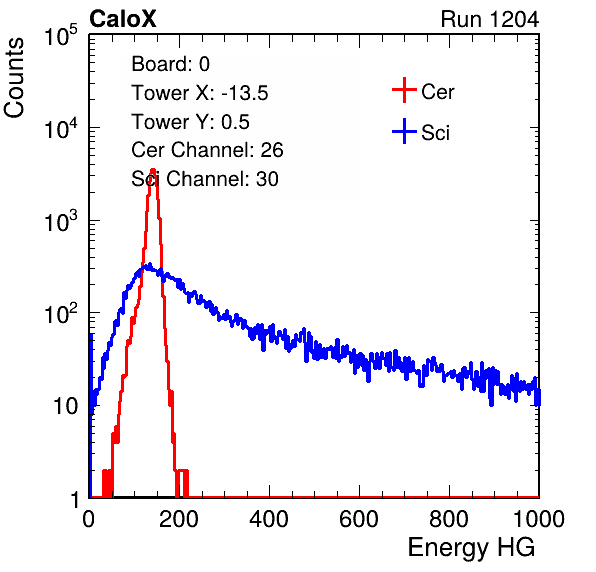 CaloX Run 1204
Counts
Board: 0
Tower X: -13.5
Tower Y: 0.5
Cer Channel: 26
Sci Channel: 30
Cer
Sci
10^5
10^4
10^3
10^2
10
1
0 200 400 600 800 1000
Energy HG